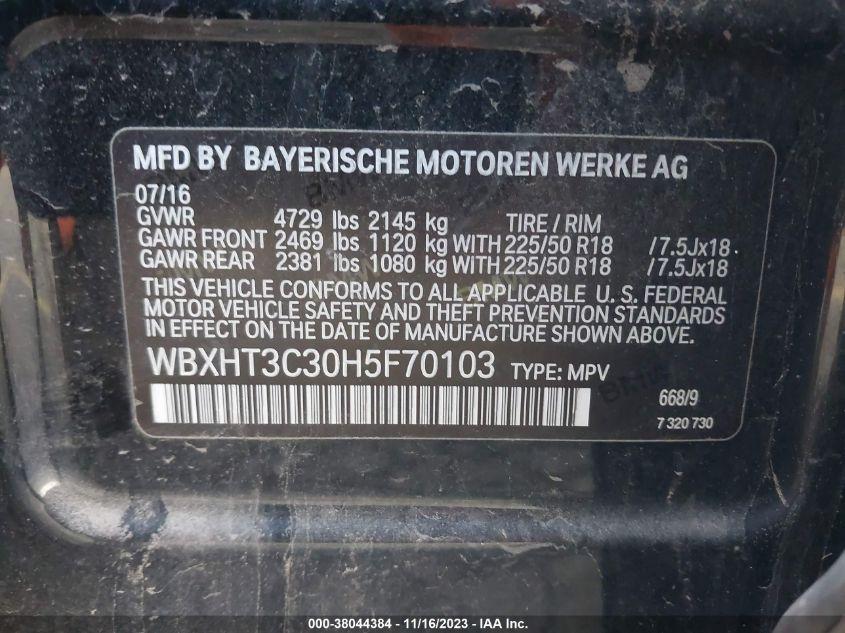 MFD BY BAYERISCHE MOTOREN WERKE AG
07/16
GVWR 4729 lbs 2145 kg TIRE / RIM
GAWR FRONT 2469 lbs 1120 kg WITH 225/50 R18 /7.5Jx18
GAWR REAR 2381 lbs 1080 kg WITH 225/50 R18 /7.5Jx18
THIS VEHICLE CONFORMS TO ALL APPLICABLE U. S. FEDERAL
MOTOR VEHICLE SAFETY AND THEFT PREVENTION STANDARDS
IN EFFECT ON THE DATE OF MANUFACTURE SHOWN ABOVE.
WBXHT3C30H5F70103 TYPE: MPV
668/9
7 320 730
000-38044384 - 11/16/2023 - IAA Inc.